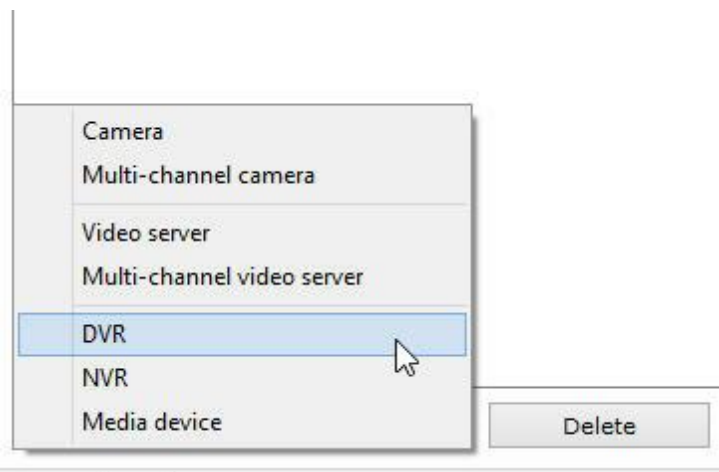 Camera
Multi-channel camera
Video server
Multi-channel video server
DVR
NVR
Media device
Delete